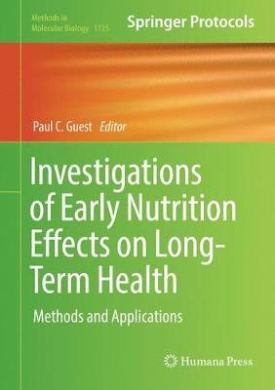 Methods in
Molecular Biology 1735
Springer Protocols
Paul C. Guest Editor
Investigations
of Early Nutrition
Effects on Long-
Term Health
Methods and Applications
Humana Press